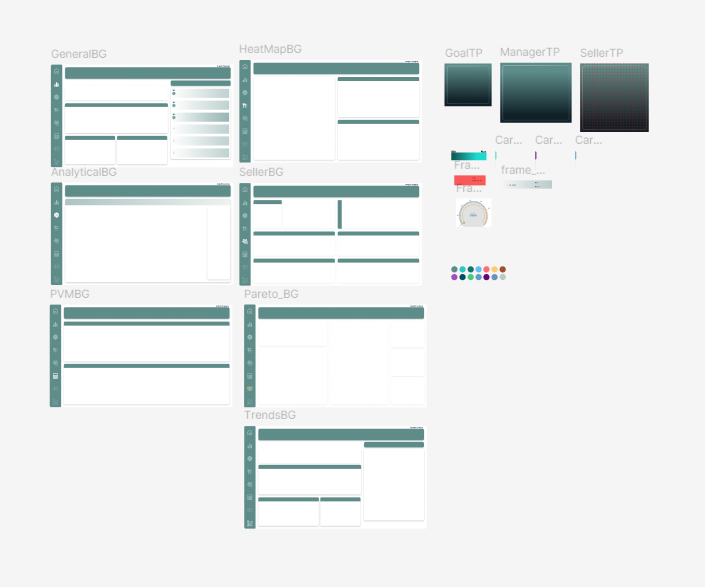 GeneralBG
HeatMapBG
GoalTP
ManagerTP
SellerTP
Car...
Car...
Car...
Fra...
frame_...
Fra...
AnalyticalBG
SellerBG
PVMBG
Pareto_BG
TrendsBG